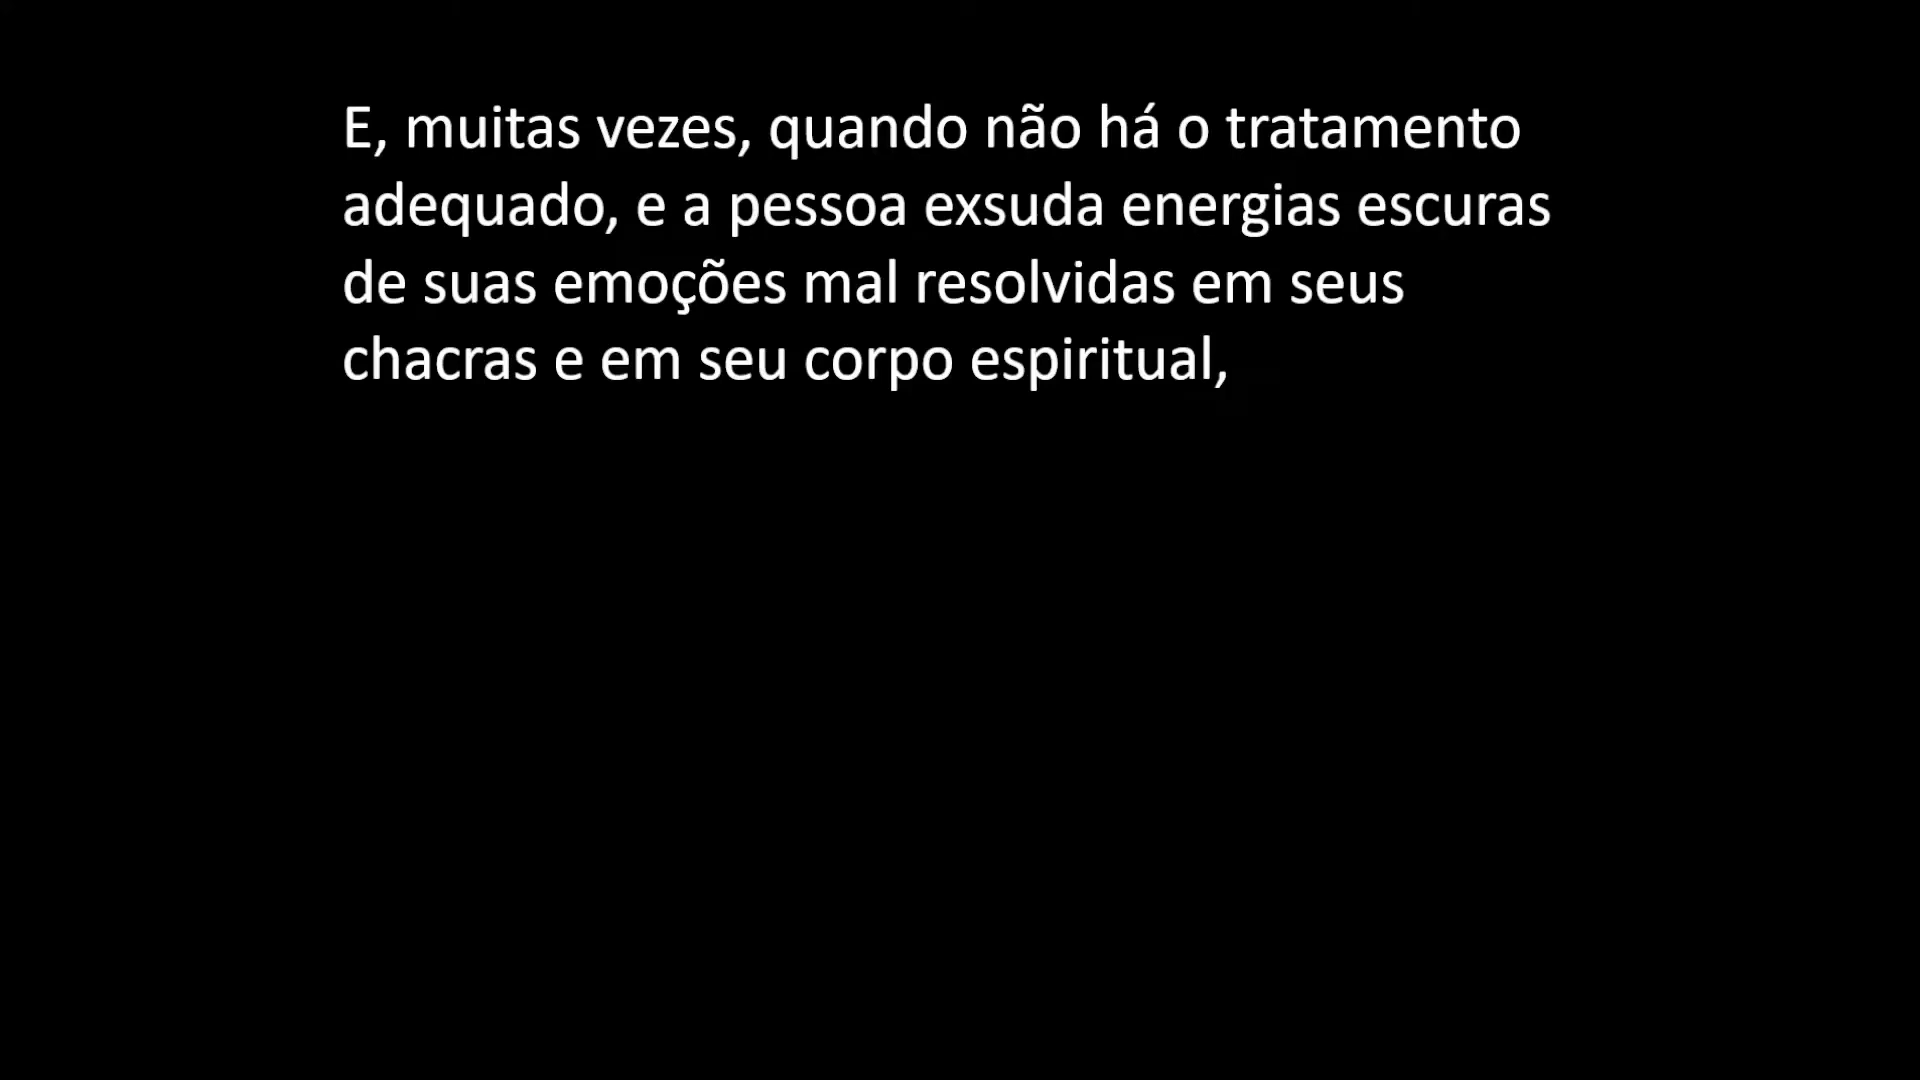 E, muitas vezes, quando não há o tratamento
adequado, e a pessoa exsuda energias escuras
de suas emoções mal resolvidas em seus
chacras e em seu corpo espiritual,